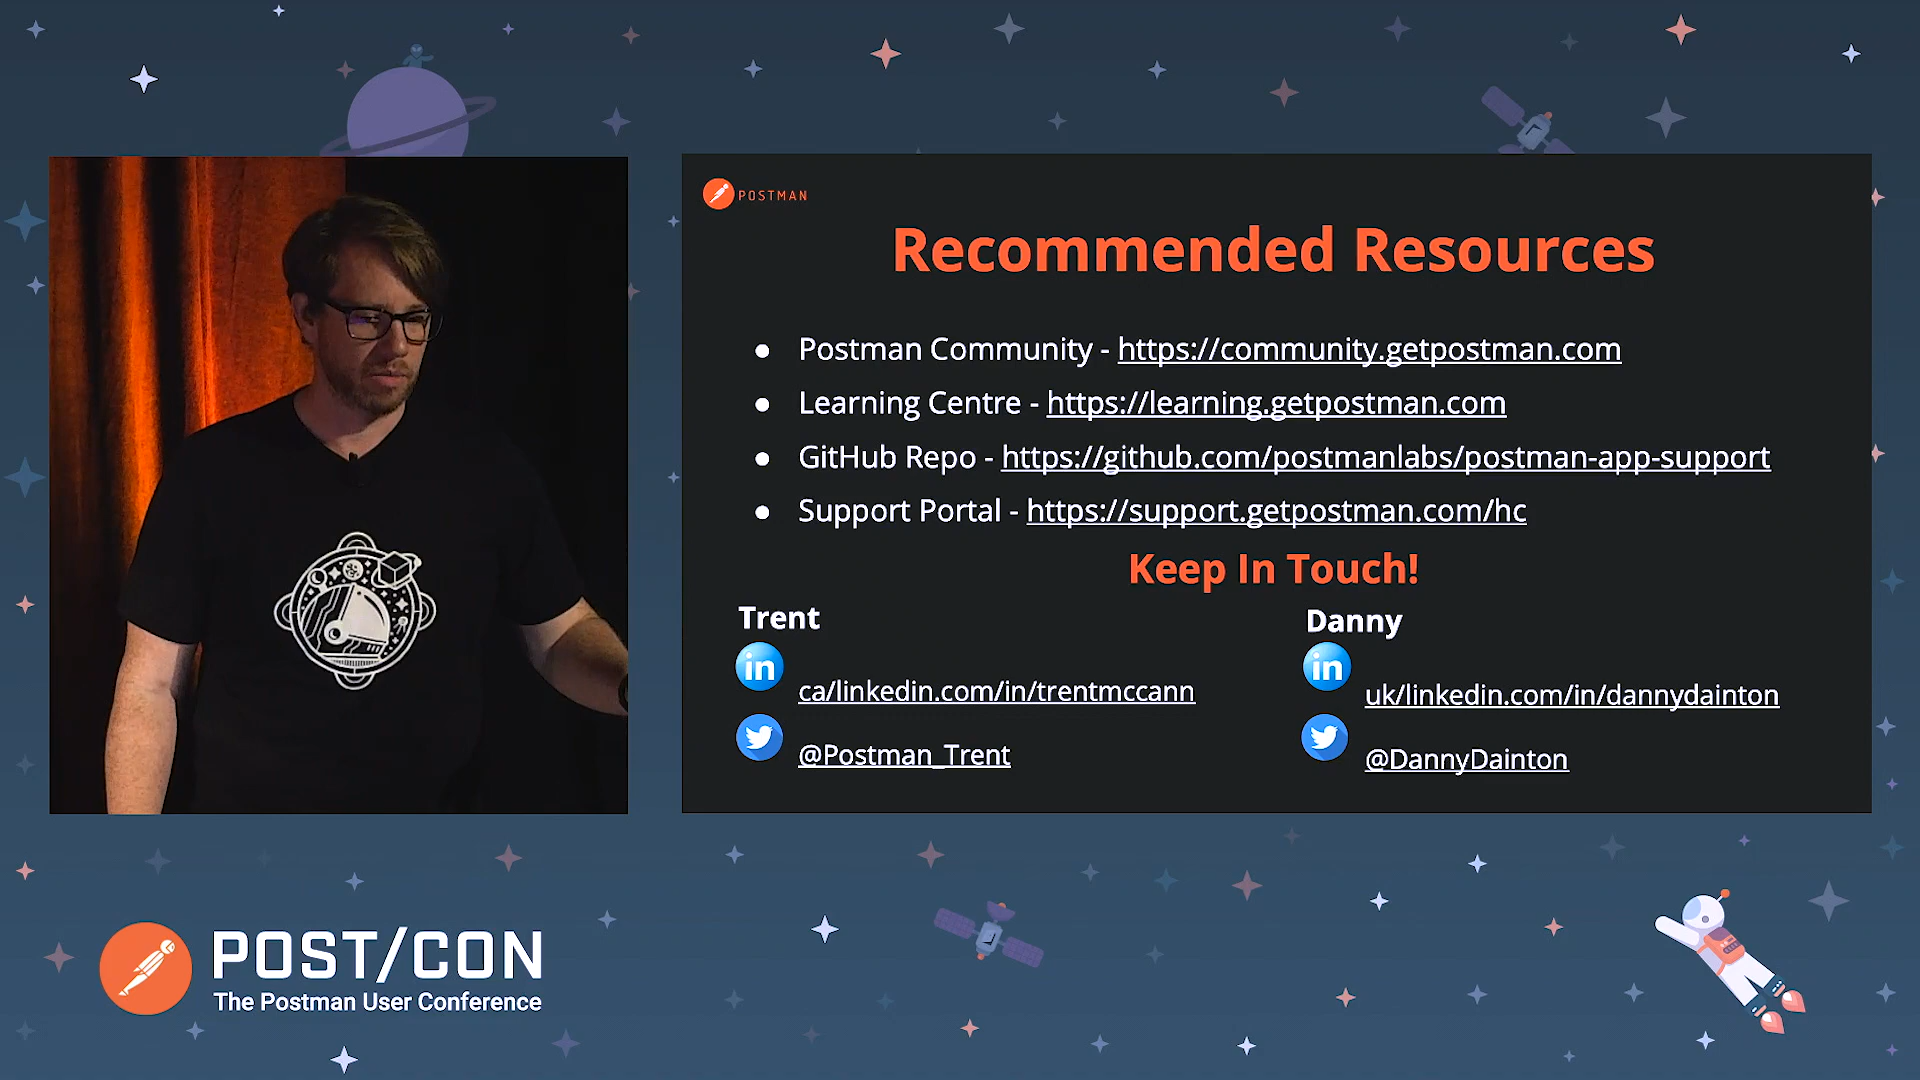 POSTMAN
Recommended Resources
● Postman Community - https://community.getpostman.com
● Learning Centre - https://learning.getpostman.com
● GitHub Repo - https://github.com/postmanlabs/postman-app-support
● Support Portal - https://support.getpostman.com/hc
Keep In Touch!
Trent
in
ca/linkedin.com/in/trentmccann
@Postman_Trent
Danny
in
uk/linkedin.com/in/dannydainton
@DannyDainton
POST/CON
The Postman User Conference